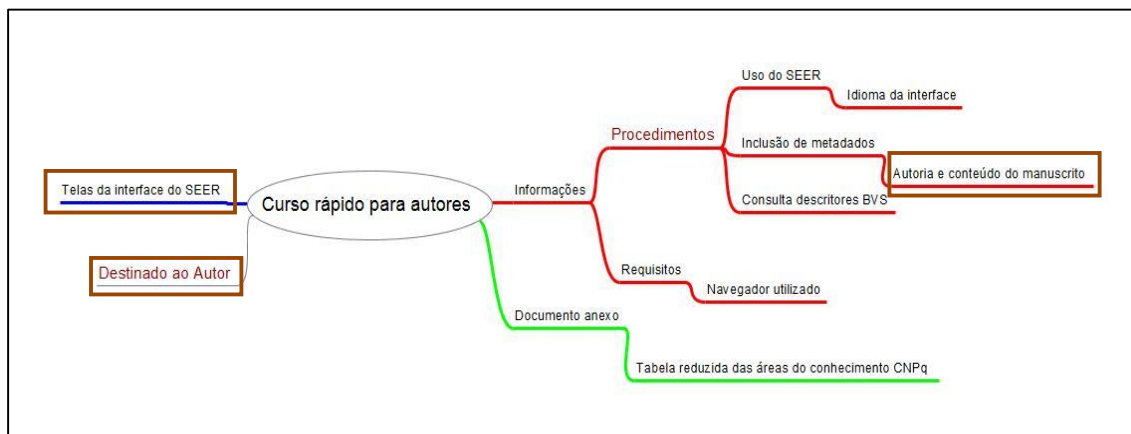 Uso do SEER
Idioma da interface
Procedimentos
Inclusão de metadados
Autoria e conteúdo do manuscrito
Telas da interface do SEER
Curso rápido para autores
Informações
Consulta descritores BVS
Destinado ao Autor
Requisitos
Navegador utilizado
Documento anexo
Tabela reduzida das áreas do conhecimento CNPq